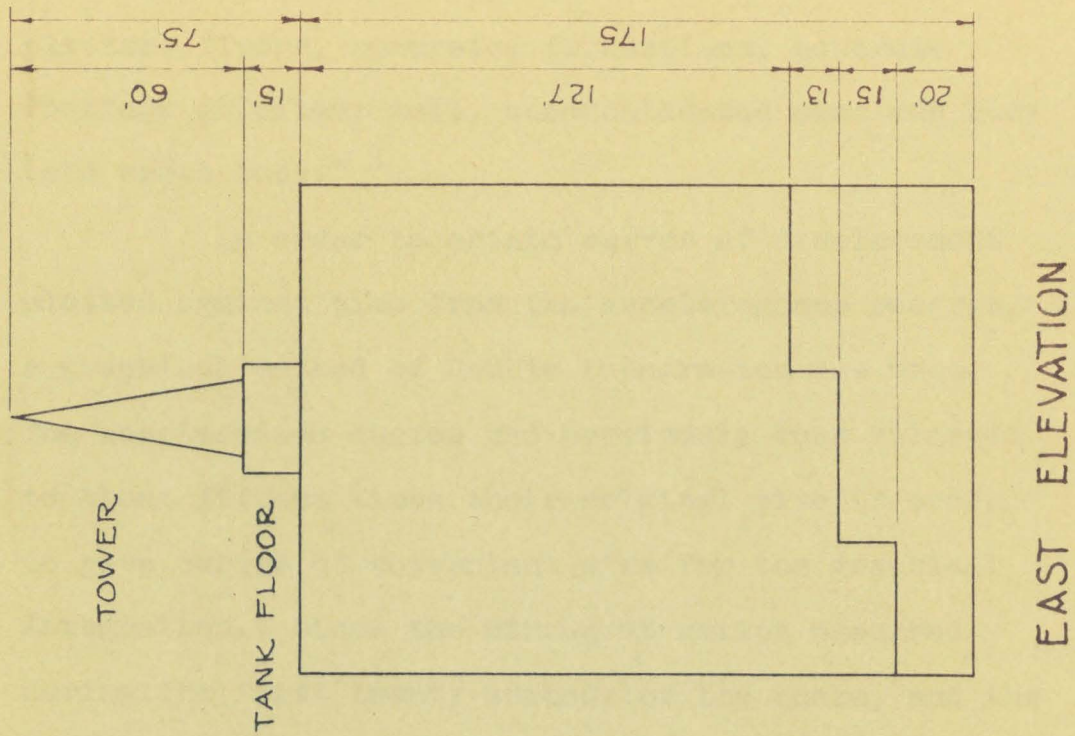 75'
60'
15'
175
127'
13'
15'
20'
TOWER
TANK FLOOR
EAST ELEVATION